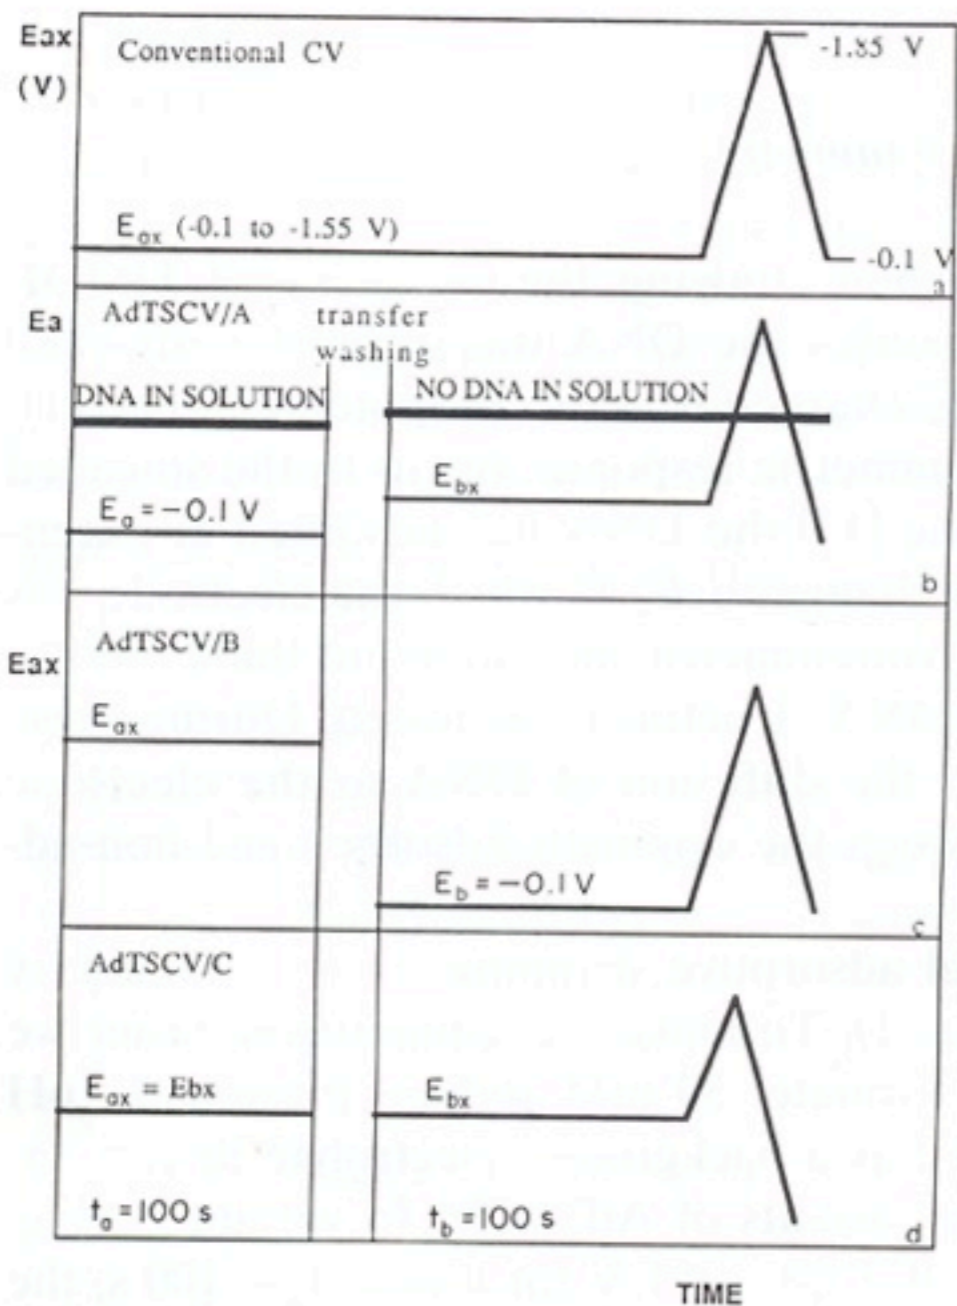 Eax
(V)
Conventional CV
-1.85 V
Eax (-0.1 to -1.55 V)
-0.1 V
a
Ea
AdTSCV/A
transfer
washing
DNA IN SOLUTION
NO DNA IN SOLUTION
Ebx
Ea = -0.1 V
b
AdTSCV/B
Eax
Eax
Eb = -0.1 V
c
AdTSCV/C
Eax = Ebx
Ebx
ta = 100 s
tb = 100 s
d
TIME